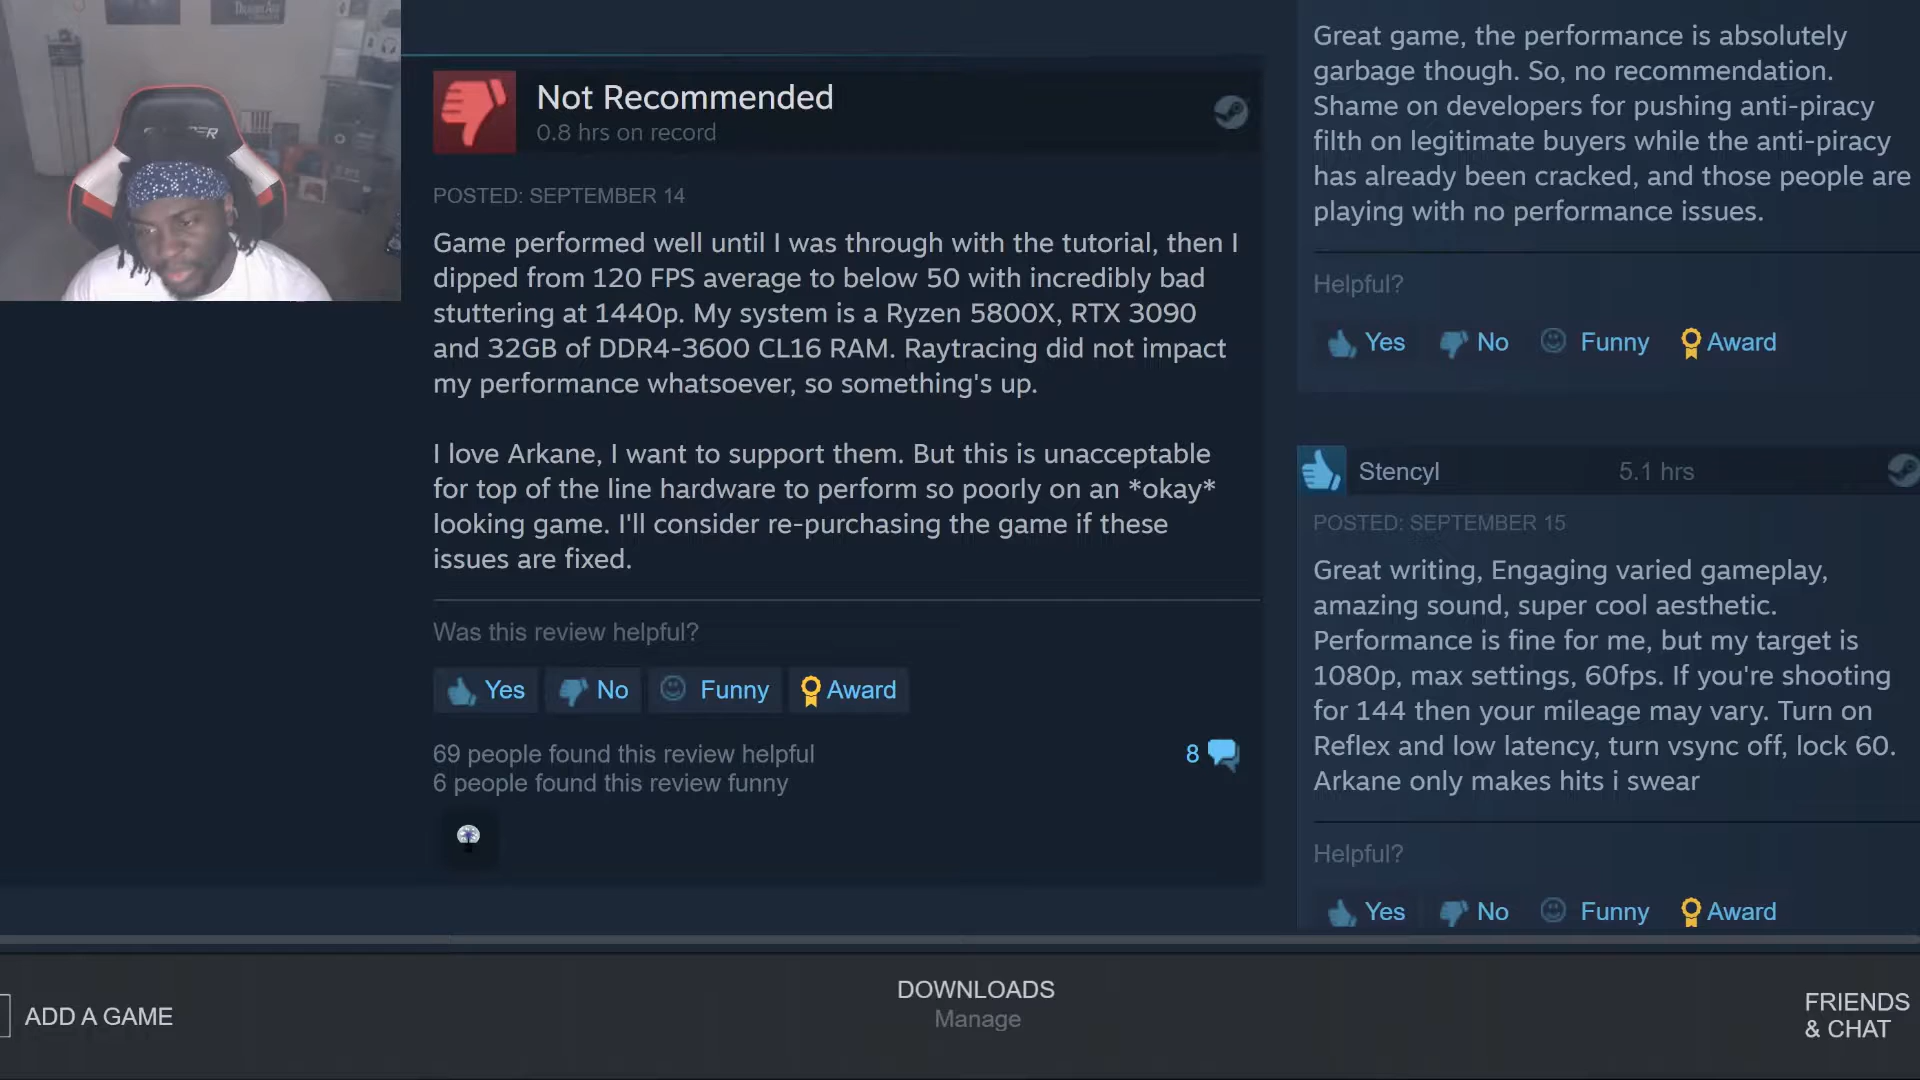 Not Recommended
0.8 hrs on record
POSTED: SEPTEMBER 14
Game performed well until I was through with the tutorial, then I
dipped from 120 FPS average to below 50 with incredibly bad
stuttering at 1440p. My system is a Ryzen 5800X, RTX 3090
and 32GB of DDR4-3600 CL16 RAM. Raytracing did not impact
my performance whatsoever, so something's up.
I love Arkane, I want to support them. But this is unacceptable
for top of the line hardware to perform so poorly on an *okay*
looking game. I'll consider re-purchasing the game if these
issues are fixed.
Was this review helpful?
Yes No Funny Award
69 people found this review helpful
8
6 people found this review funny
Great game, the performance is absolutely
garbage though. So, no recommendation.
Shame on developers for pushing anti-piracy
filth on legitimate buyers while the anti-piracy
has already been cracked, and those people are
playing with no performance issues.
Helpful?
Yes No Funny Award
Stencyl 5.1 hrs
POSTED: SEPTEMBER 15
Great writing, Engaging varied gameplay,
amazing sound, super cool aesthetic.
Performance is fine for me, but my target is
1080p, max settings, 60fps. If you're shooting
for 144 then your mileage may vary. Turn on
Reflex and low latency, turn vsync off, lock 60.
Arkane only makes hits i swear
Helpful?
Yes No Funny Award
ADD A GAME
DOWNLOADS
Manage
FRIENDS
& CHAT